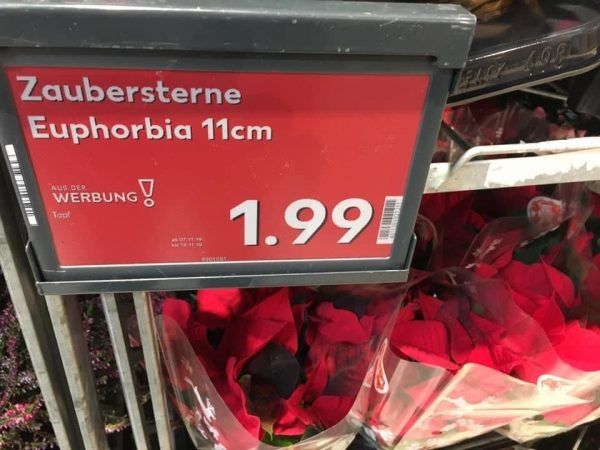 Zaubersterne
Euphorbia 11cm
AUS DER
WERBUNG!
Topf
1.99